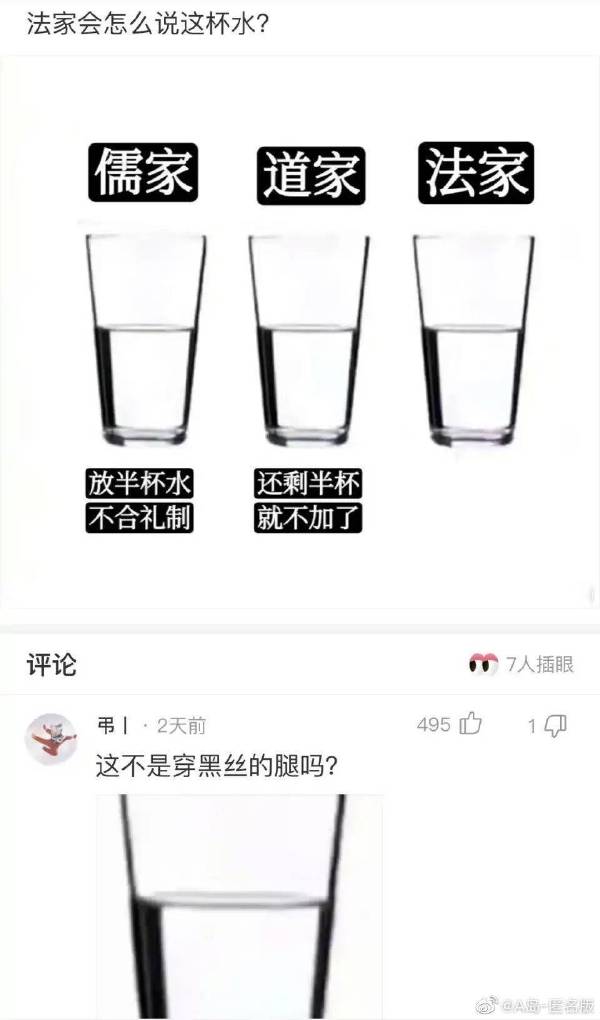 法家会怎么说这杯水?
儒家
道家
法家
放半杯水
不合礼制
还剩半杯
就不加了
评论
7人插眼
弔丨 · 2天前
495
1
这不是穿黑丝的腿吗?
@A岛-匿名版